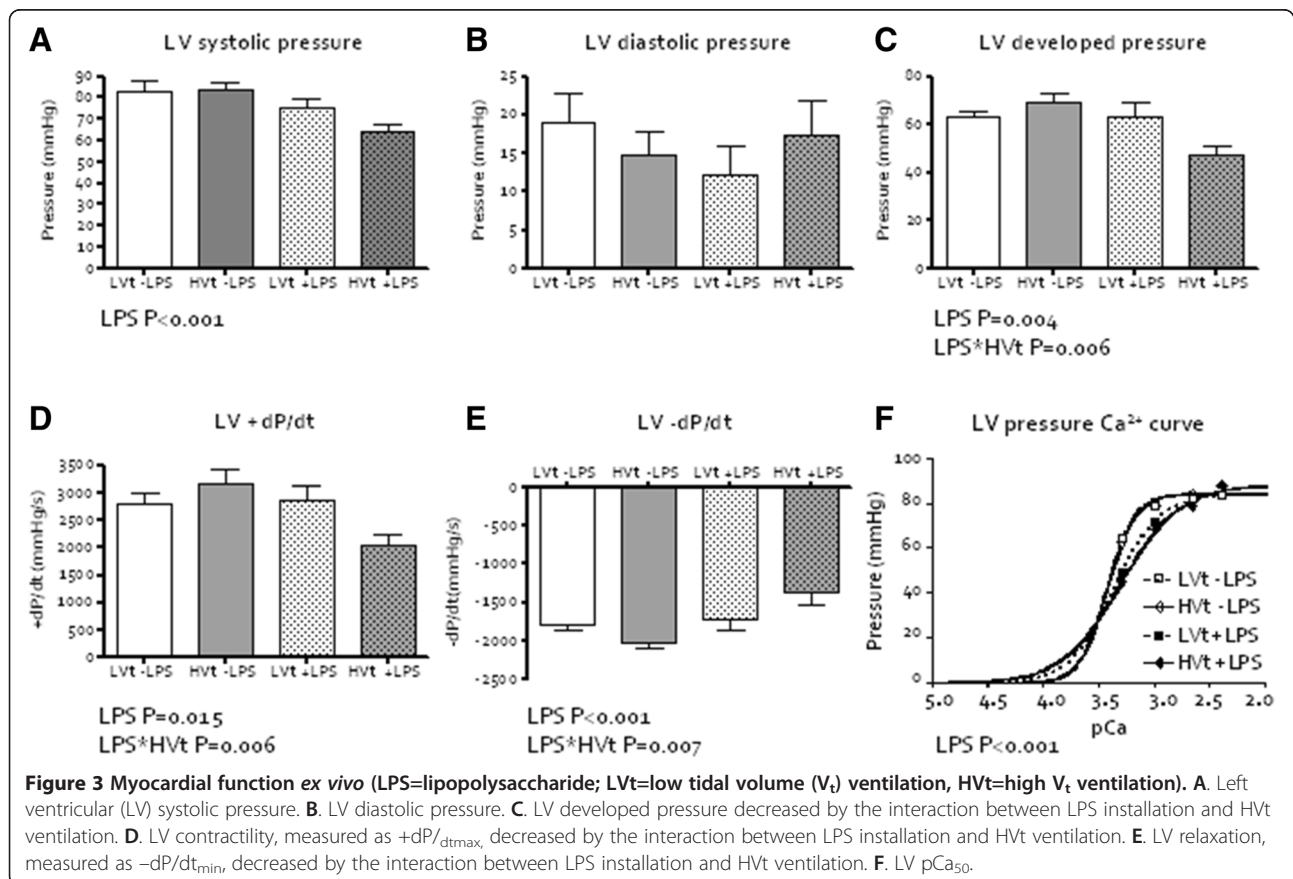 A
LV systolic pressure
Pressure (mmHg)
90
80
70
60
50
40
30
20
10
0
LVt -LPS HVt -LPS LVt +LPS HVt +LPS
LPS P<0.001
B
LV diastolic pressure
Pressure (mmHg)
25
20
15
10
5
0
LVt -LPS HVt -LPS LVt +LPS HVt +LPS
C
LV developed pressure
Pressure (mmHg)
80
60
40
20
0
LVt -LPS HVt -LPS LVt +LPS HVt +LPS
LPS P=0.004
LPS*HVt P=0.006
D
LV +dP/dt
+dP/dt (mmHg/s)
3500
3000
2500
2000
1500
1000
500
0
LVt -LPS HVt -LPS LVt +LPS HVt +LPS
LPS P=0.015
LPS*HVt P=0.006
E
LV -dP/dt
LVt -LPS HVt -LPS LVt +LPS HVt +LPS
-dP/dt(mmHg/s)
0
-500
-1000
-1500
-2000
-2500
LPS P<0.001
LPS*HVt P=0.007
F
LV pressure Ca²⁺ curve
Pressure (mmHg)
100
80
60
40
20
0
LVt -LPS
HVt -LPS
LVt +LPS
HVt +LPS
5.0 4.5 4.0 3.5 3.0 2.5 2.0
pCa
LPS P<0.001
Figure 3 Myocardial function ex vivo (LPS=lipopolysaccharide; LVt=low tidal volume (Vt) ventilation, HVt=high Vt ventilation). A. Left
ventricular (LV) systolic pressure. B. LV diastolic pressure. C. LV developed pressure decreased by the interaction between LPS installation and HVt
ventilation. D. LV contractility, measured as +dP/dtmax, decreased by the interaction between LPS installation and HVt ventilation. E. LV relaxation,
measured as –dP/dtmin, decreased by the interaction between LPS installation and HVt ventilation. F. LV pCa50.